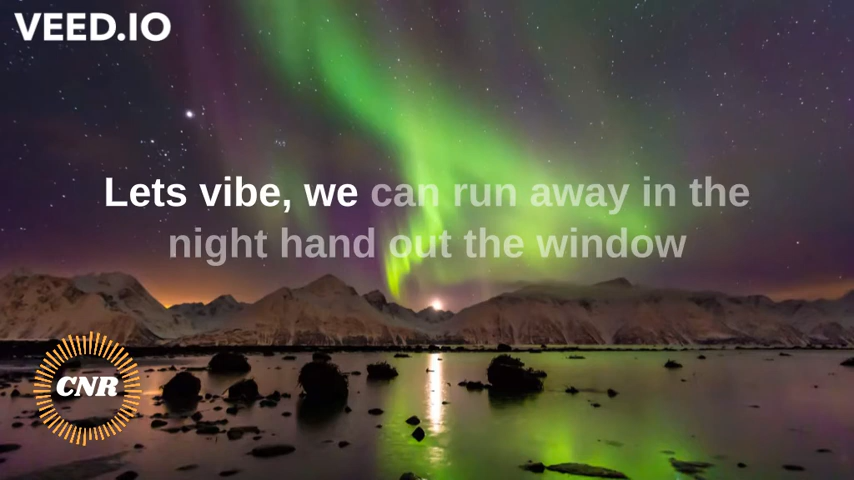 VEED.IO
Lets vibe, we can run away in the
night hand out the window
CNR